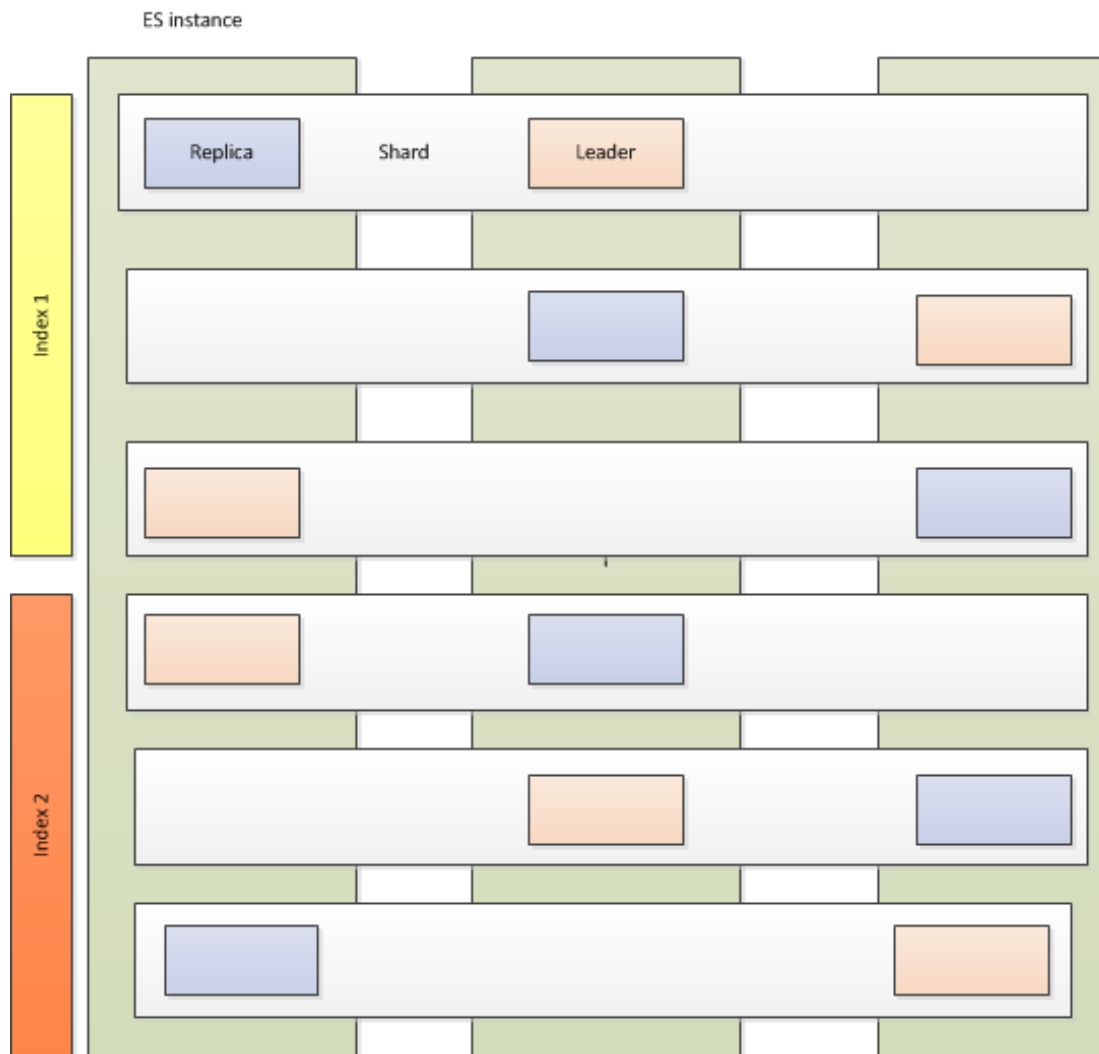 ES instance
Replica
Shard
Leader
Index 1
Index 2